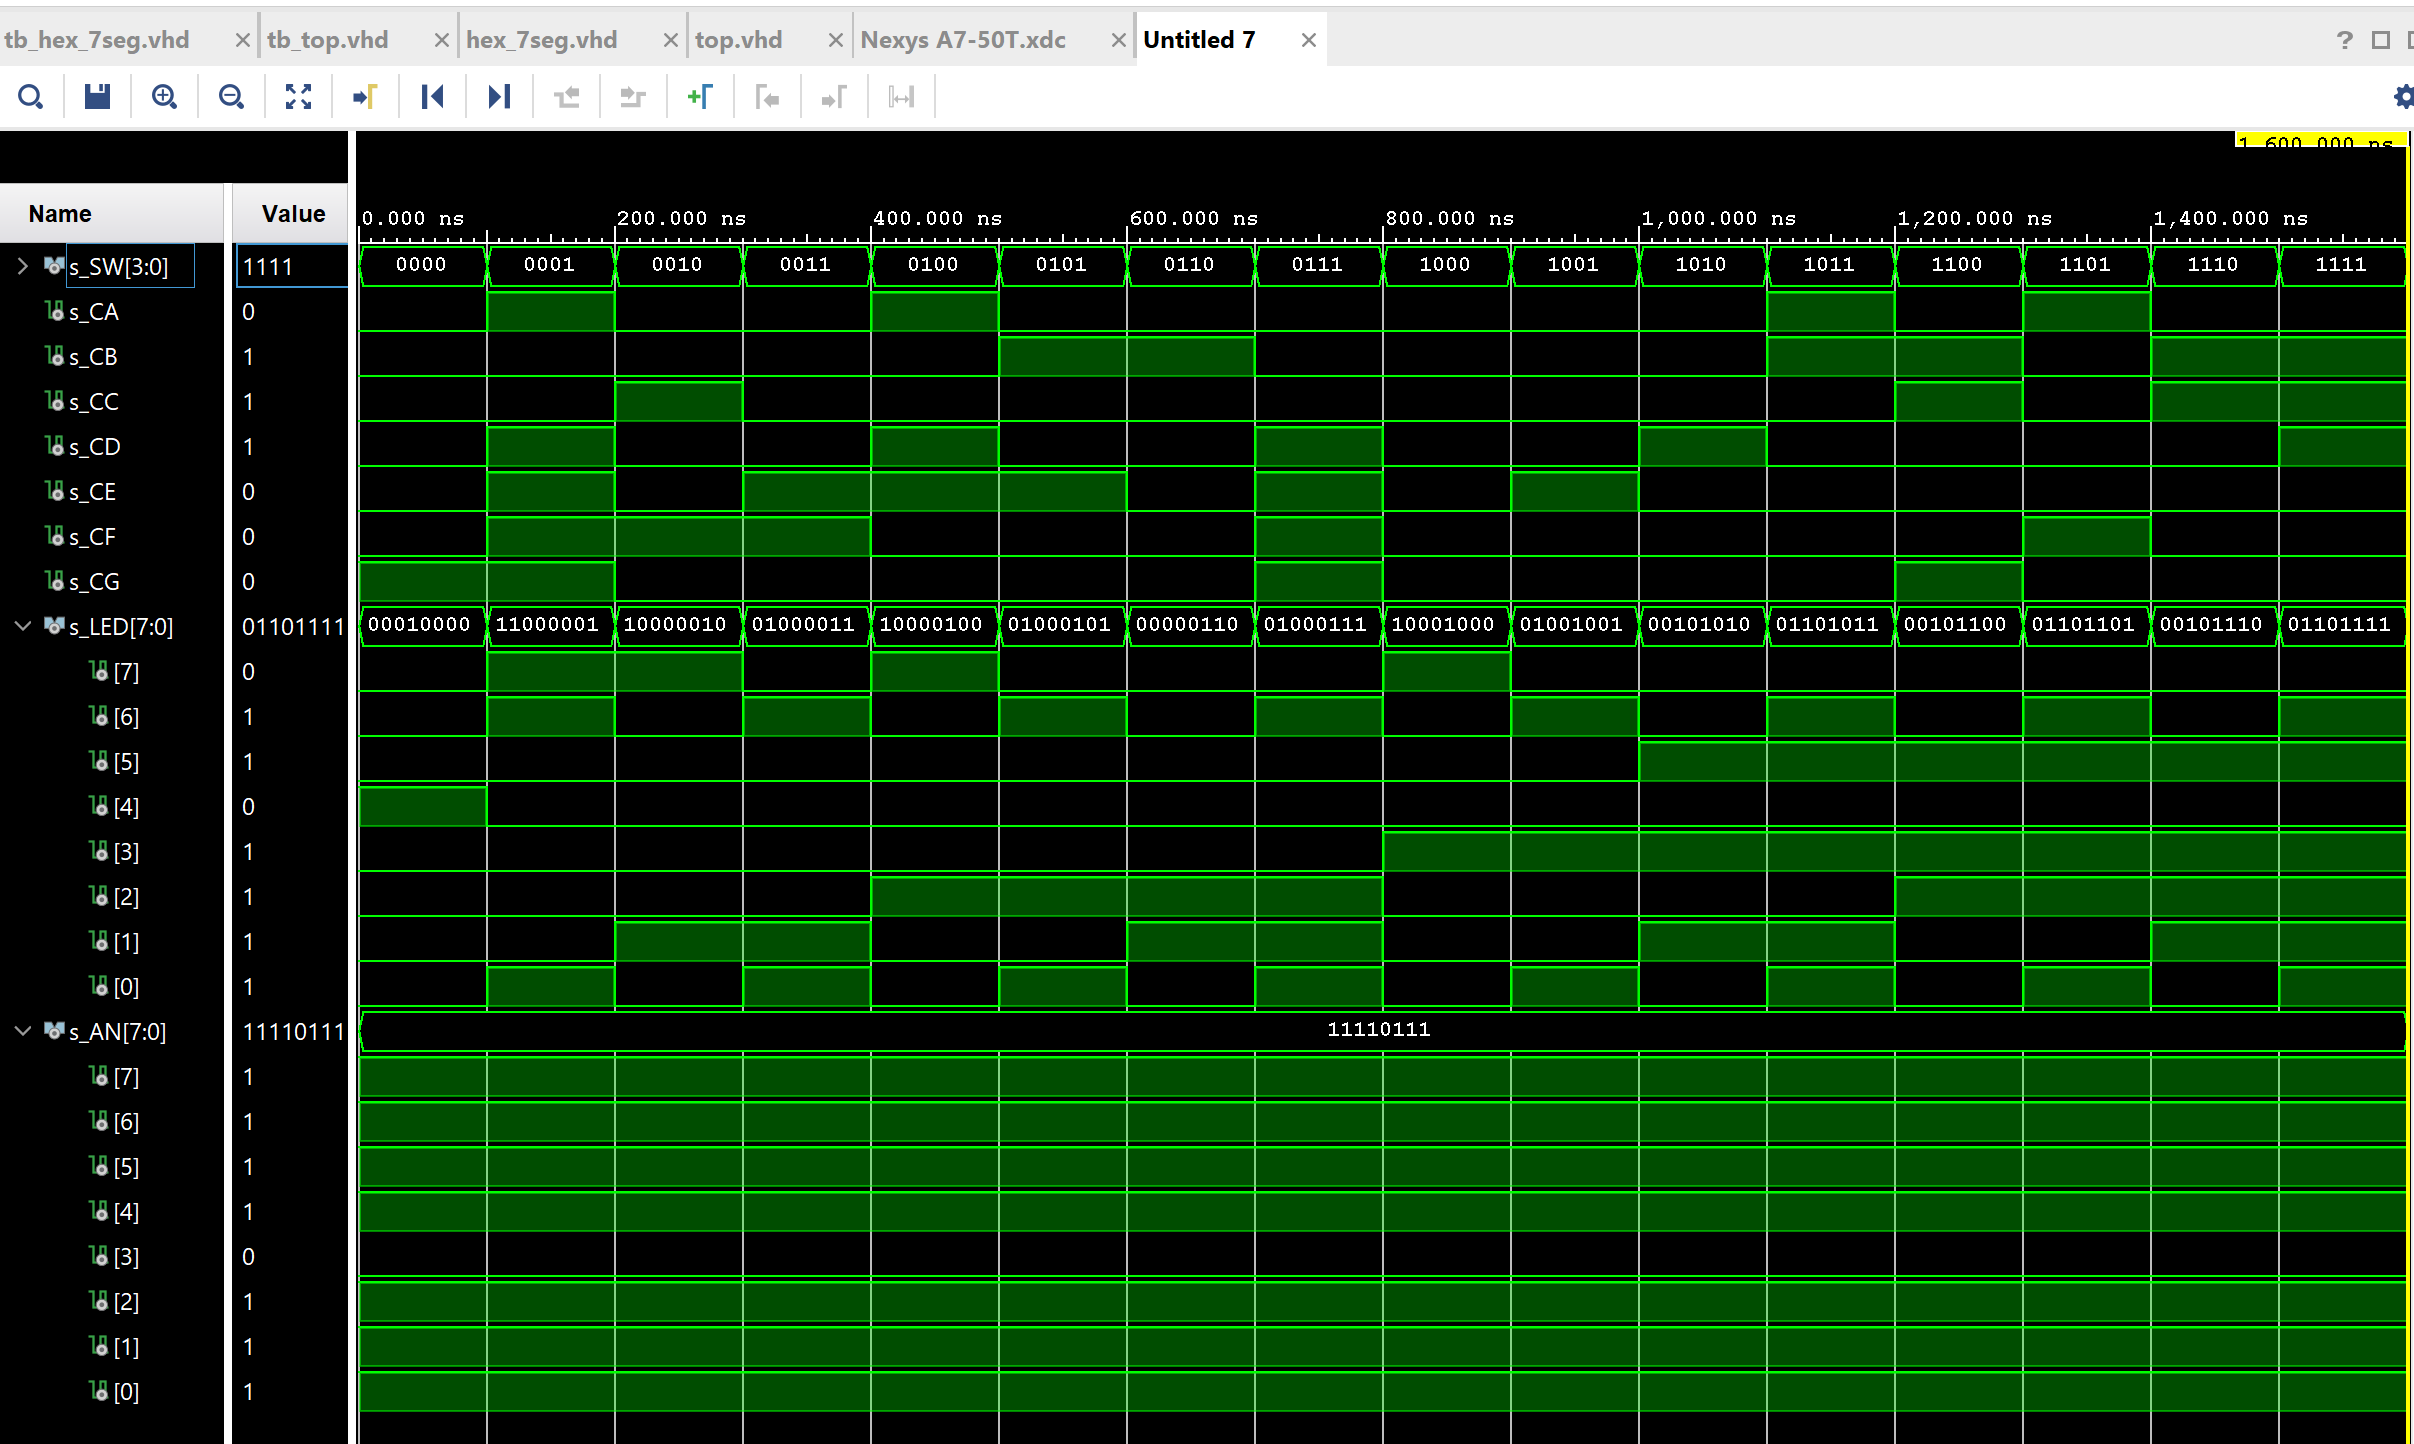 tb_hex_7seg.vhd × tb_top.vhd × hex_7seg.vhd × top.vhd × Nexys A7-50T.xdc × Untitled 7 ×
?
1,600.000 ns
Name Value
0.000 ns 200.000 ns 400.000 ns 600.000 ns 800.000 ns 1,000.000 ns 1,200.000 ns 1,400.000 ns
s_SW[3:0] 1111 0000 0001 0010 0011 0100 0101 0110 0111 1000 1001 1010 1011 1100 1101 1110 1111
s_CA 0
s_CB 1
s_CC 1
s_CD 1
s_CE 0
s_CF 0
s_CG 0
s_LED[7:0] 01101111 00010000 11000001 10000010 01000011 10000100 01000101 00000110 01000111 10001000 01001001 00101010 01101011 00101100 01101101 00101110 01101111
[7] 0
[6] 1
[5] 1
[4] 0
[3] 1
[2] 1
[1] 1
[0] 1
s_AN[7:0] 11110111 11110111
[7] 1
[6] 1
[5] 1
[4] 1
[3] 0
[2] 1
[1] 1
[0] 1